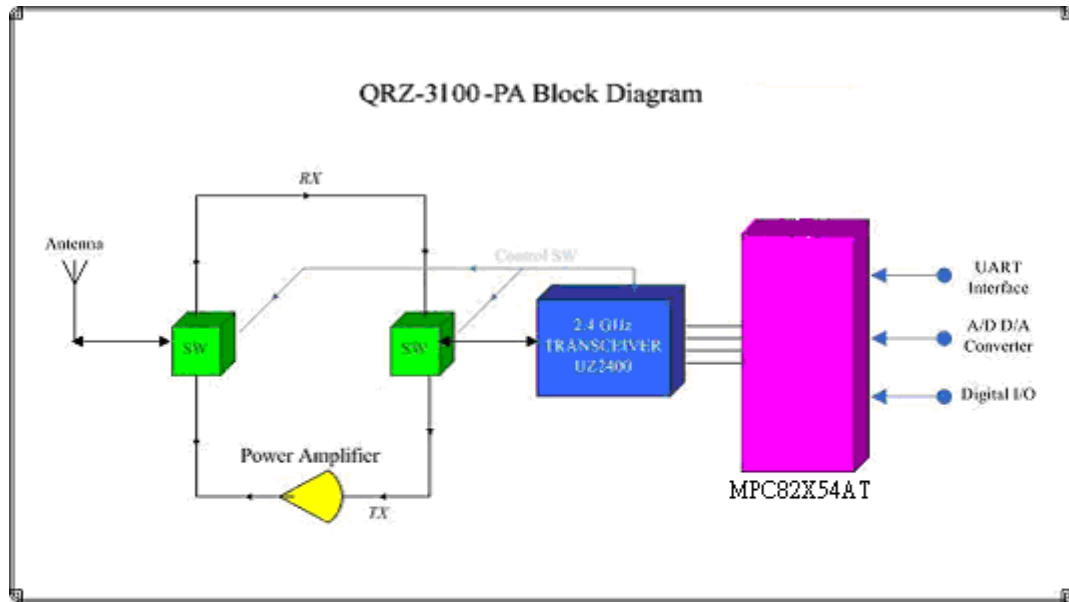 QRZ-3100-PA Block Diagram
RX
Antenna
Control SW
SW
SW
2.4 GHz
TRANSCEIVER
UZ2400
UART
Interface
A/D D/A
Converter
Digital I/O
Power Amplifier
TX
MPC82X54AT